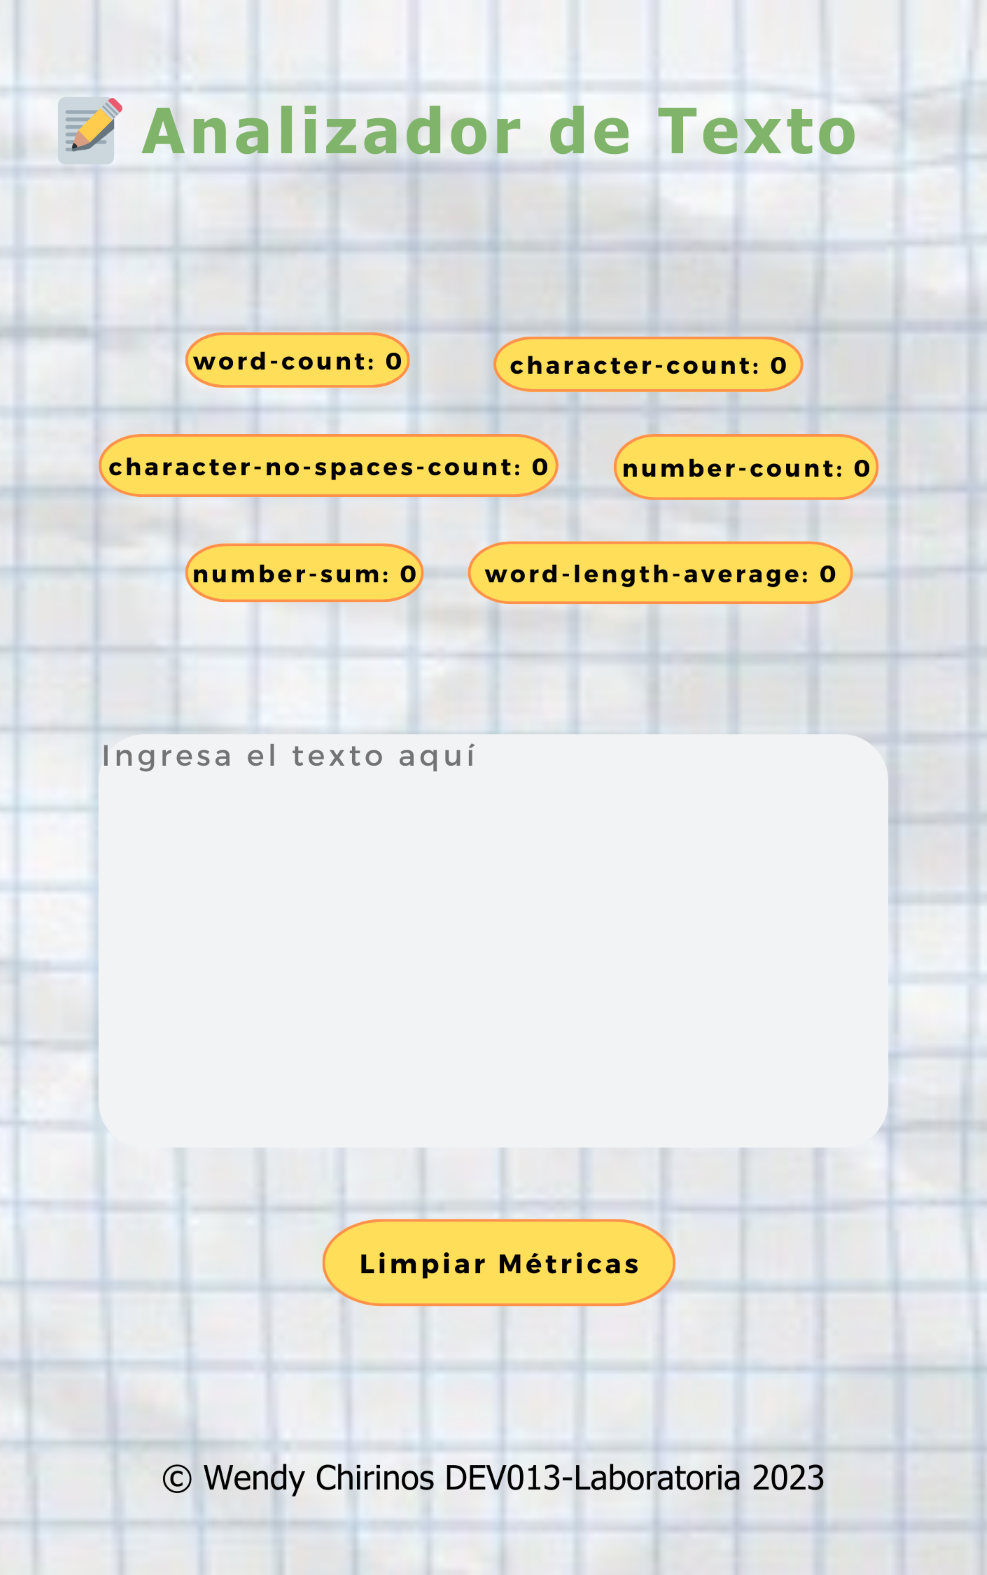 Analizador de Texto
word-count: 0
character-count: 0
character-no-spaces-count: 0
number-count: 0
number-sum: 0
word-length-average: 0
Ingresa el texto aquí
Limpiar Métricas
© Wendy Chirinos DEV013-Laboratoria 2023